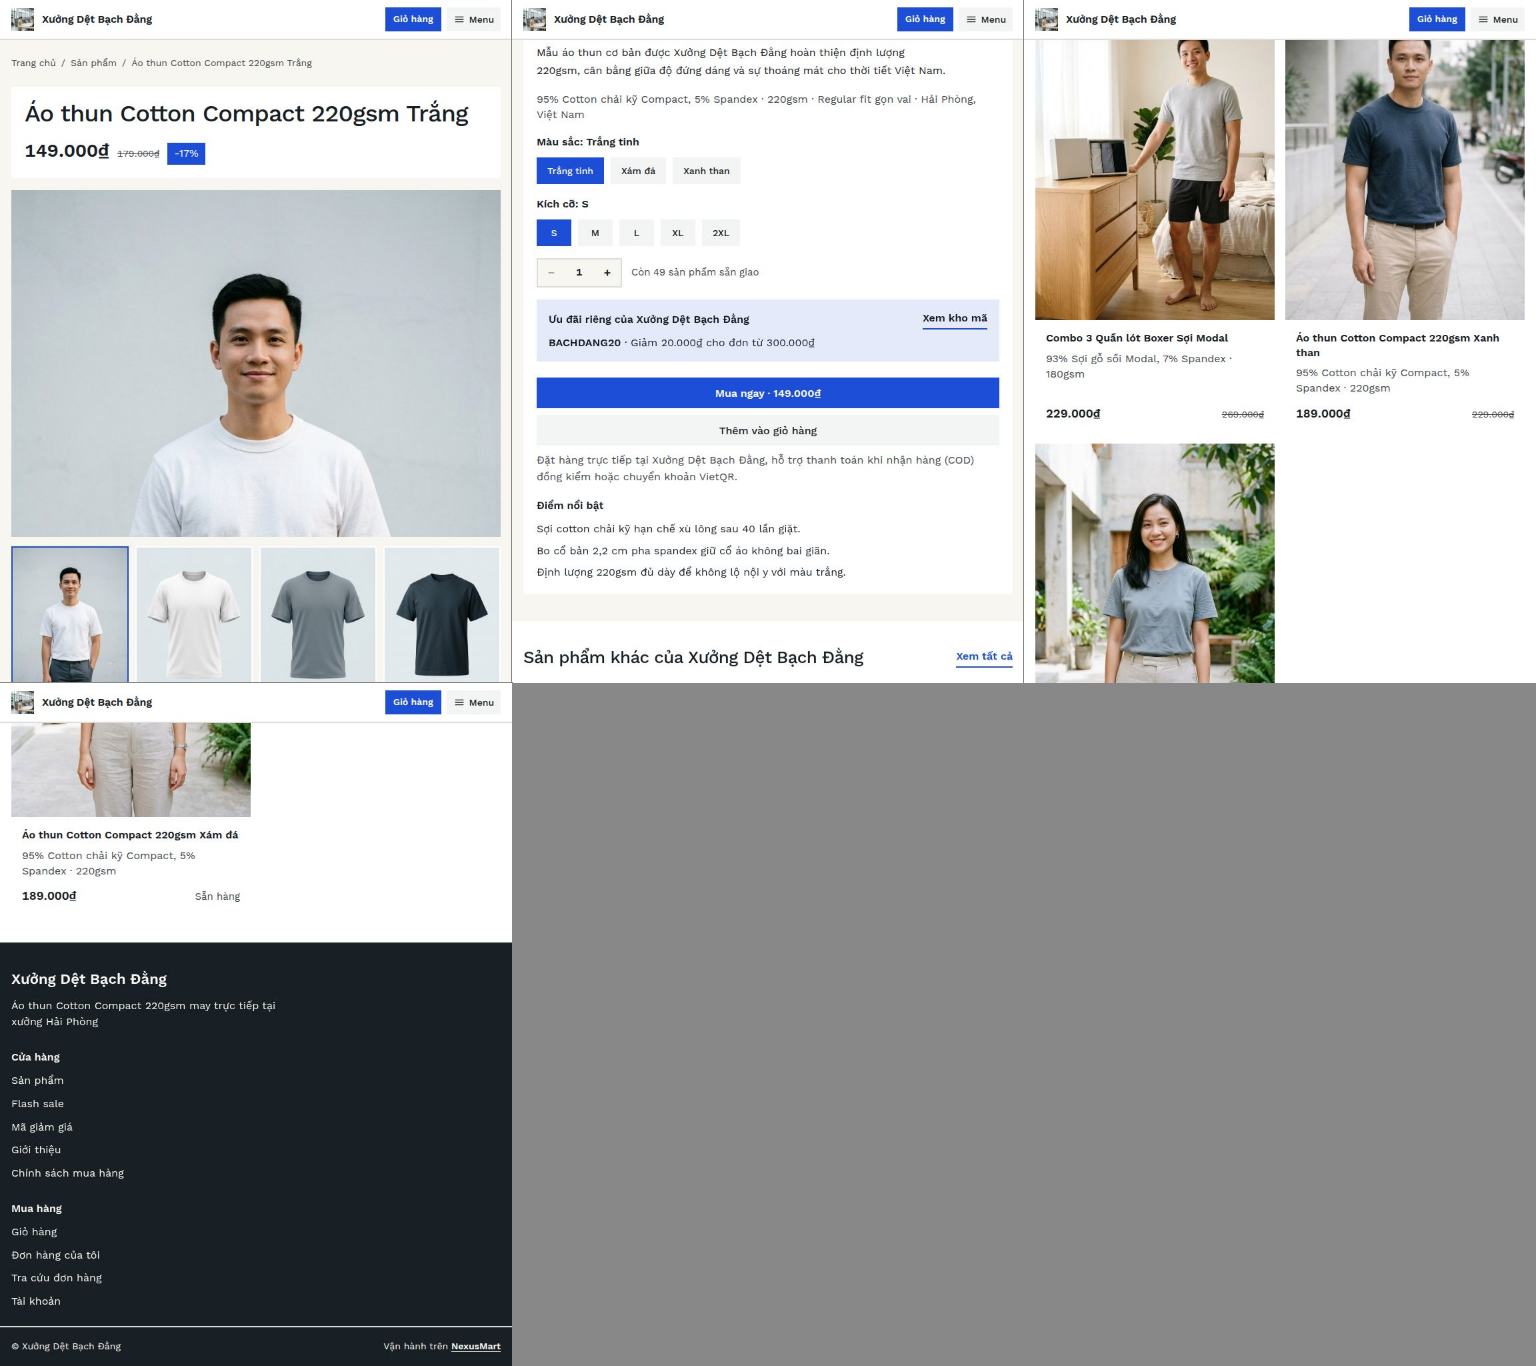 Xưởng Dệt Bạch Đằng
Giỏ hàng
Menu
Trang chủ / Sản phẩm / Áo thun Cotton Compact 220gsm Trắng
Áo thun Cotton Compact 220gsm Trắng
149.000₫ 179.000₫ -17%
Xưởng Dệt Bạch Đằng
Giỏ hàng
Menu
Mẫu áo thun cơ bản được Xưởng Dệt Bạch Đằng hoàn thiện định lượng
220gsm, cân bằng giữa độ đứng dáng và sự thoáng mát cho thời tiết Việt Nam.
95% Cotton chải kỹ Compact, 5% Spandex · 220gsm · Regular fit gọn vai · Hải Phòng,
Việt Nam
Màu sắc: Trắng tinh
Trắng tinh
Xám đá
Xanh than
Kích cỡ: S
S
M
L
XL
2XL
− 1 +
Còn 49 sản phẩm sẵn giao
Ưu đãi riêng của Xưởng Dệt Bạch Đằng
Xem kho mã
BACHDANG20 · Giảm 20.000₫ cho đơn từ 300.000₫
Mua ngay · 149.000₫
Thêm vào giỏ hàng
Đặt hàng trực tiếp tại Xưởng Dệt Bạch Đằng, hỗ trợ thanh toán khi nhận hàng (COD)
đồng kiểm hoặc chuyển khoản VietQR.
Điểm nổi bật
Sợi cotton chải kỹ hạn chế xù lông sau 40 lần giặt.
Bo cổ bản 2,2 cm pha spandex giữ cổ áo không bai giãn.
Định lượng 220gsm đủ dày để không lộ nội y với màu trắng.
Sản phẩm khác của Xưởng Dệt Bạch Đằng
Xem tất cả
Xưởng Dệt Bạch Đằng
Giỏ hàng
Menu
Combo 3 Quần lót Boxer Sợi Modal
93% Sợi gỗ sồi Modal, 7% Spandex ·
180gsm
229.000₫ 269.000₫
Áo thun Cotton Compact 220gsm Xanh
than
95% Cotton chải kỹ Compact, 5%
Spandex · 220gsm
189.000₫ 229.000₫
Xưởng Dệt Bạch Đằng
Giỏ hàng
Menu
Áo thun Cotton Compact 220gsm Xám đá
95% Cotton chải kỹ Compact, 5%
Spandex · 220gsm
189.000₫ Sẵn hàng
Xưởng Dệt Bạch Đằng
Áo thun Cotton Compact 220gsm may trực tiếp tại
xưởng Hải Phòng
Cửa hàng
Sản phẩm
Flash sale
Mã giảm giá
Giới thiệu
Chính sách mua hàng
Mua hàng
Giỏ hàng
Đơn hàng của tôi
Tra cứu đơn hàng
Tài khoản
© Xưởng Dệt Bạch Đằng
Vận hành trên NexusMart